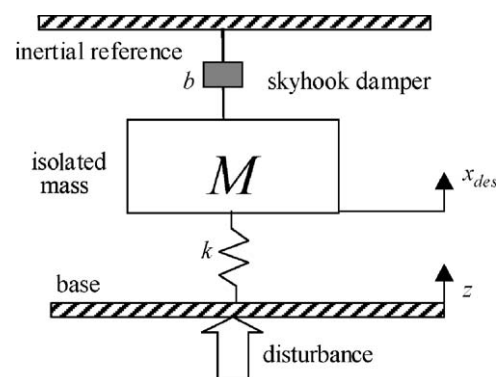 inertial reference
b
skyhook damper
isolated
mass
M
x_des
k
base
z
disturbance